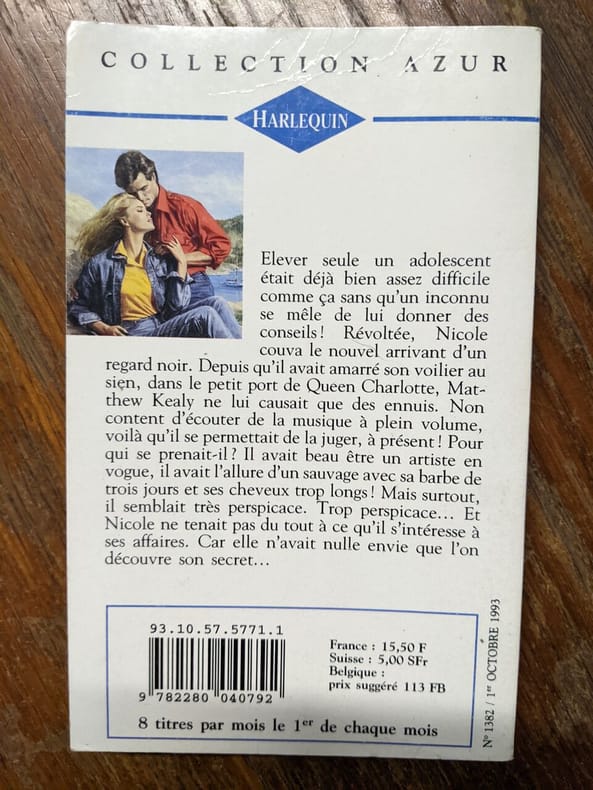 COLLECTION AZUR
HARLEQUIN
Elever seule un adolescent
était déjà bien assez difficile
comme ça sans qu'un inconnu
se mêle de lui donner des
conseils! Révoltée, Nicole
couva le nouvel arrivant d'un
regard noir. Depuis qu'il avait amarré son voilier au
sien, dans le petit port de Queen Charlotte, Mat-
thew Kealy ne lui causait que des ennuis. Non
content d'écouter de la musique à plein volume,
voilà qu'il se permettait de la juger, à présent! Pour
qui se prenait-il? Il avait beau être un artiste en
vogue, il avait l'allure d'un sauvage avec sa barbe de
trois jours et ses cheveux trop longs! Mais surtout,
il semblait très perspicace. Trop perspicace... Et
Nicole ne tenait pas du tout à ce qu'il s'intéresse à
ses affaires. Car elle n'avait nulle envie que l'on
découvre son secret...
93.10.57.5771.1
9 782280 040792
France : 15,50 F
Suisse : 5,00 SFr
Belgique :
prix suggéré 113 FB
8 titres par mois le 1er de chaque mois
N° 1382 / 1er OCTOBRE 1993